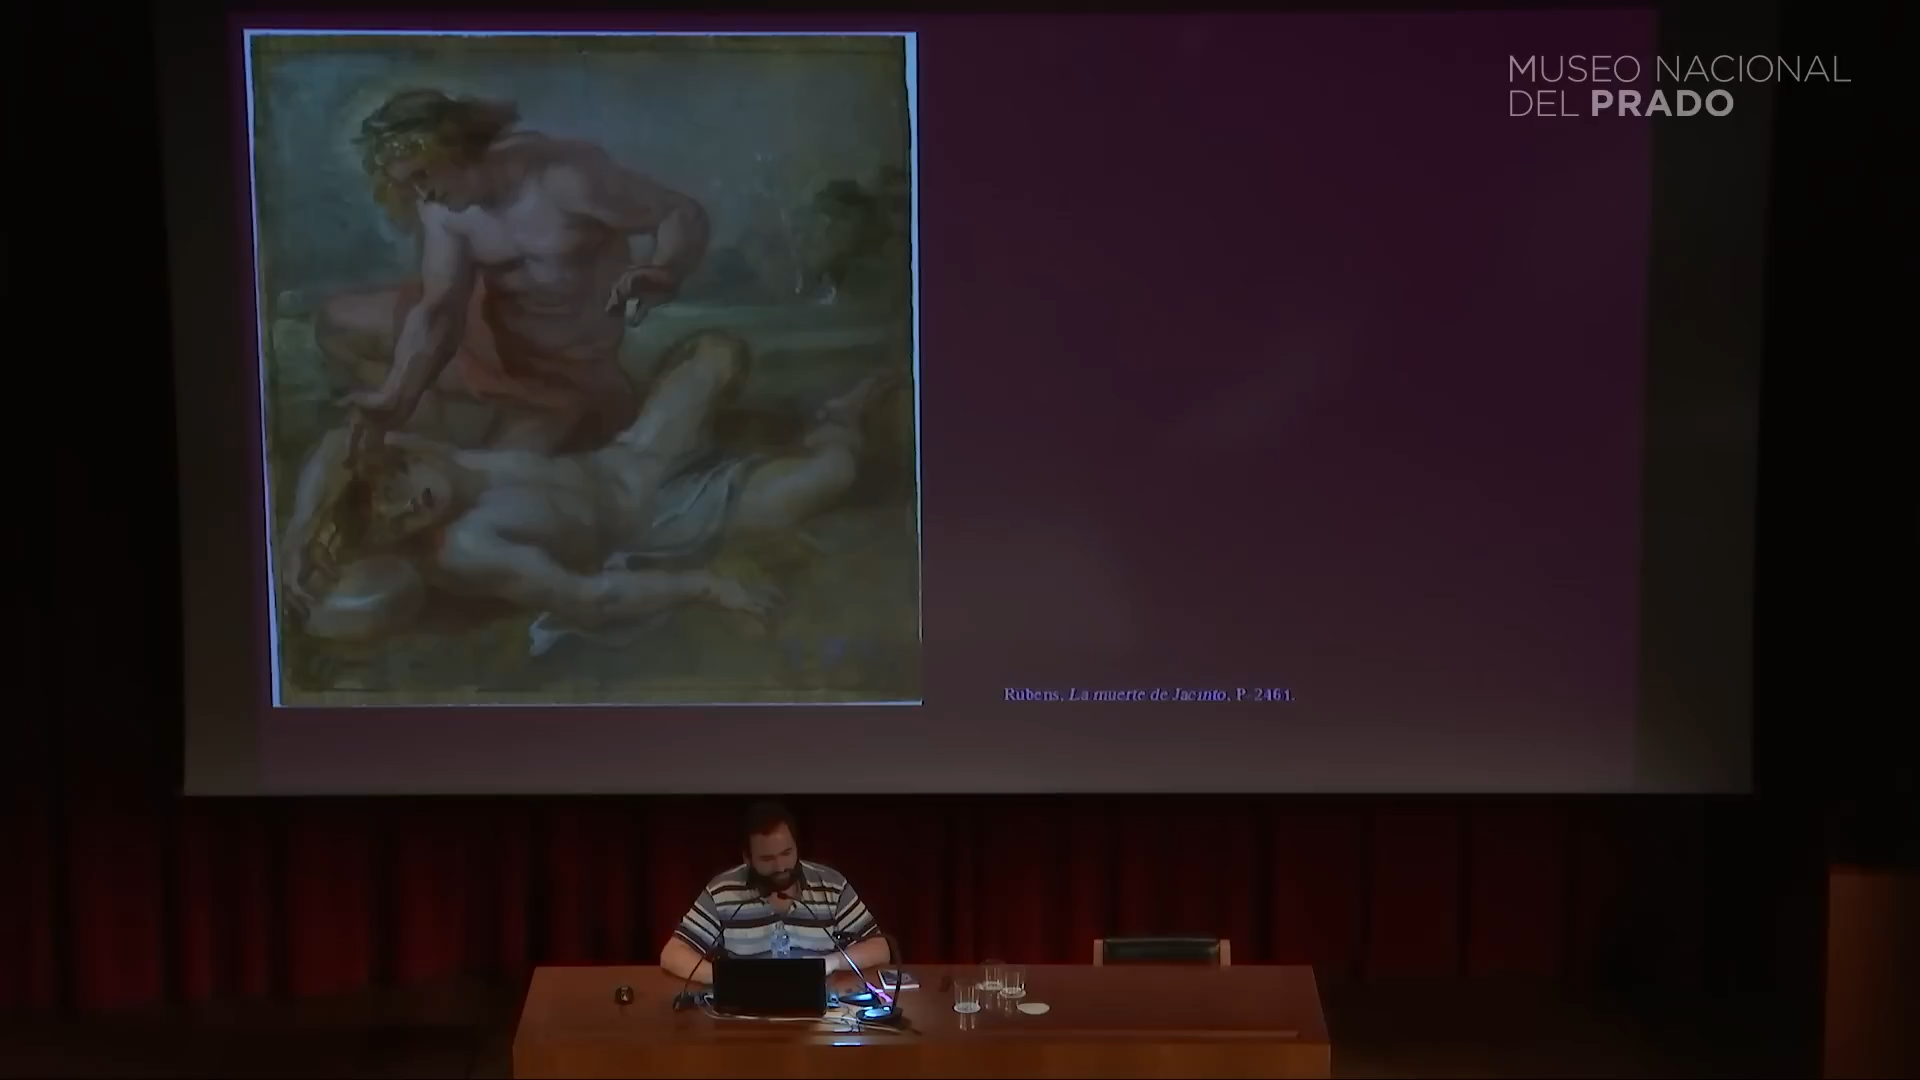 MUSEO NACIONAL
DEL PRADO
Rubens, La muerte de Jacinto, P-2461.